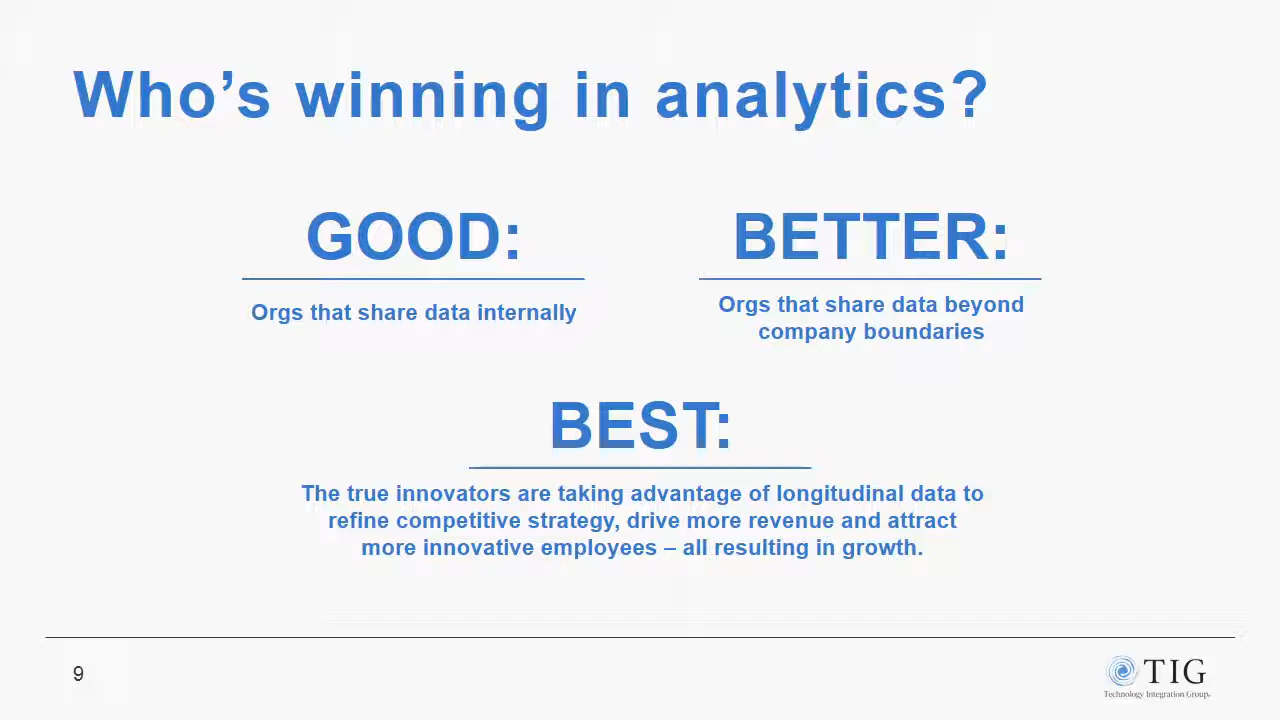 Who’s winning in analytics?
GOOD:
Orgs that share data internally
BETTER:
Orgs that share data beyond
company boundaries
BEST:
The true innovators are taking advantage of longitudinal data to
refine competitive strategy, drive more revenue and attract
more innovative employees – all resulting in growth.
9
TIG
Technology Integration Group.